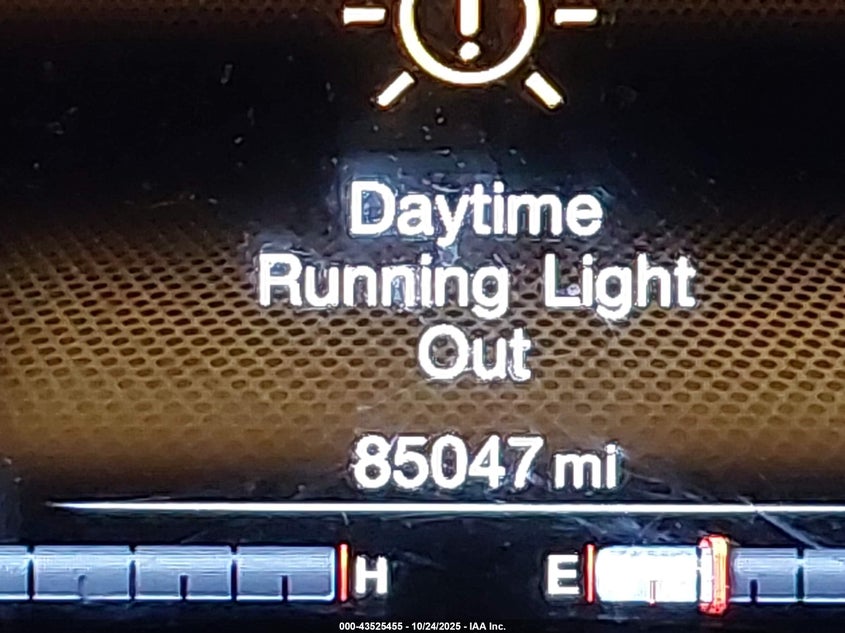 Daytime
Running Light
Out
85047 mi
H E
000-43525455 - 10/24/2025 - IAA Inc.